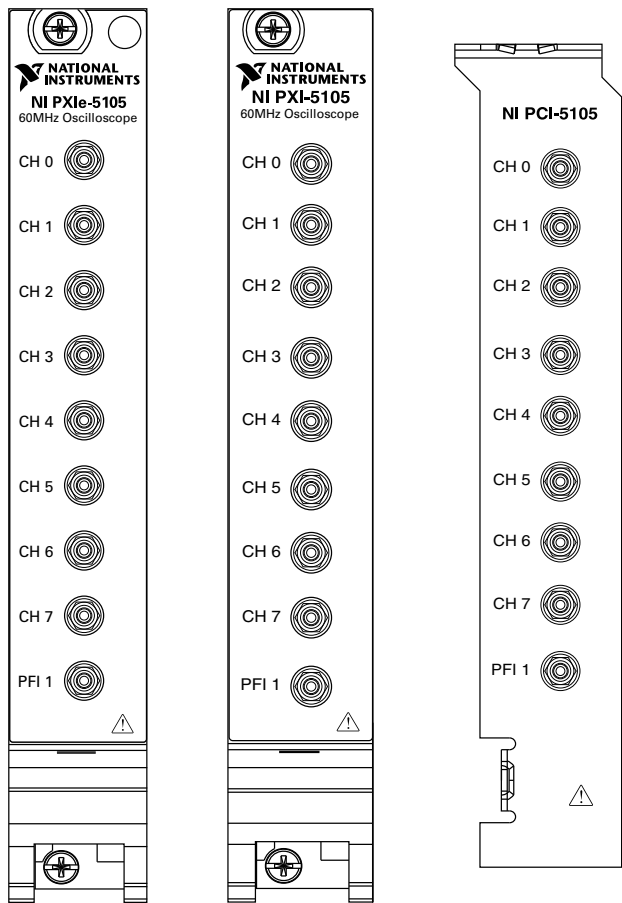 NATIONAL
INSTRUMENTS
NI PXIe-5105
60MHz Oscilloscope
CH 0
CH 1
CH 2
CH 3
CH 4
CH 5
CH 6
CH 7
PFI 1
NATIONAL
INSTRUMENTS
NI PXI-5105
60MHz Oscilloscope
CH 0
CH 1
CH 2
CH 3
CH 4
CH 5
CH 6
CH 7
PFI 1
NI PCI-5105
CH 0
CH 1
CH 2
CH 3
CH 4
CH 5
CH 6
CH 7
PFI 1